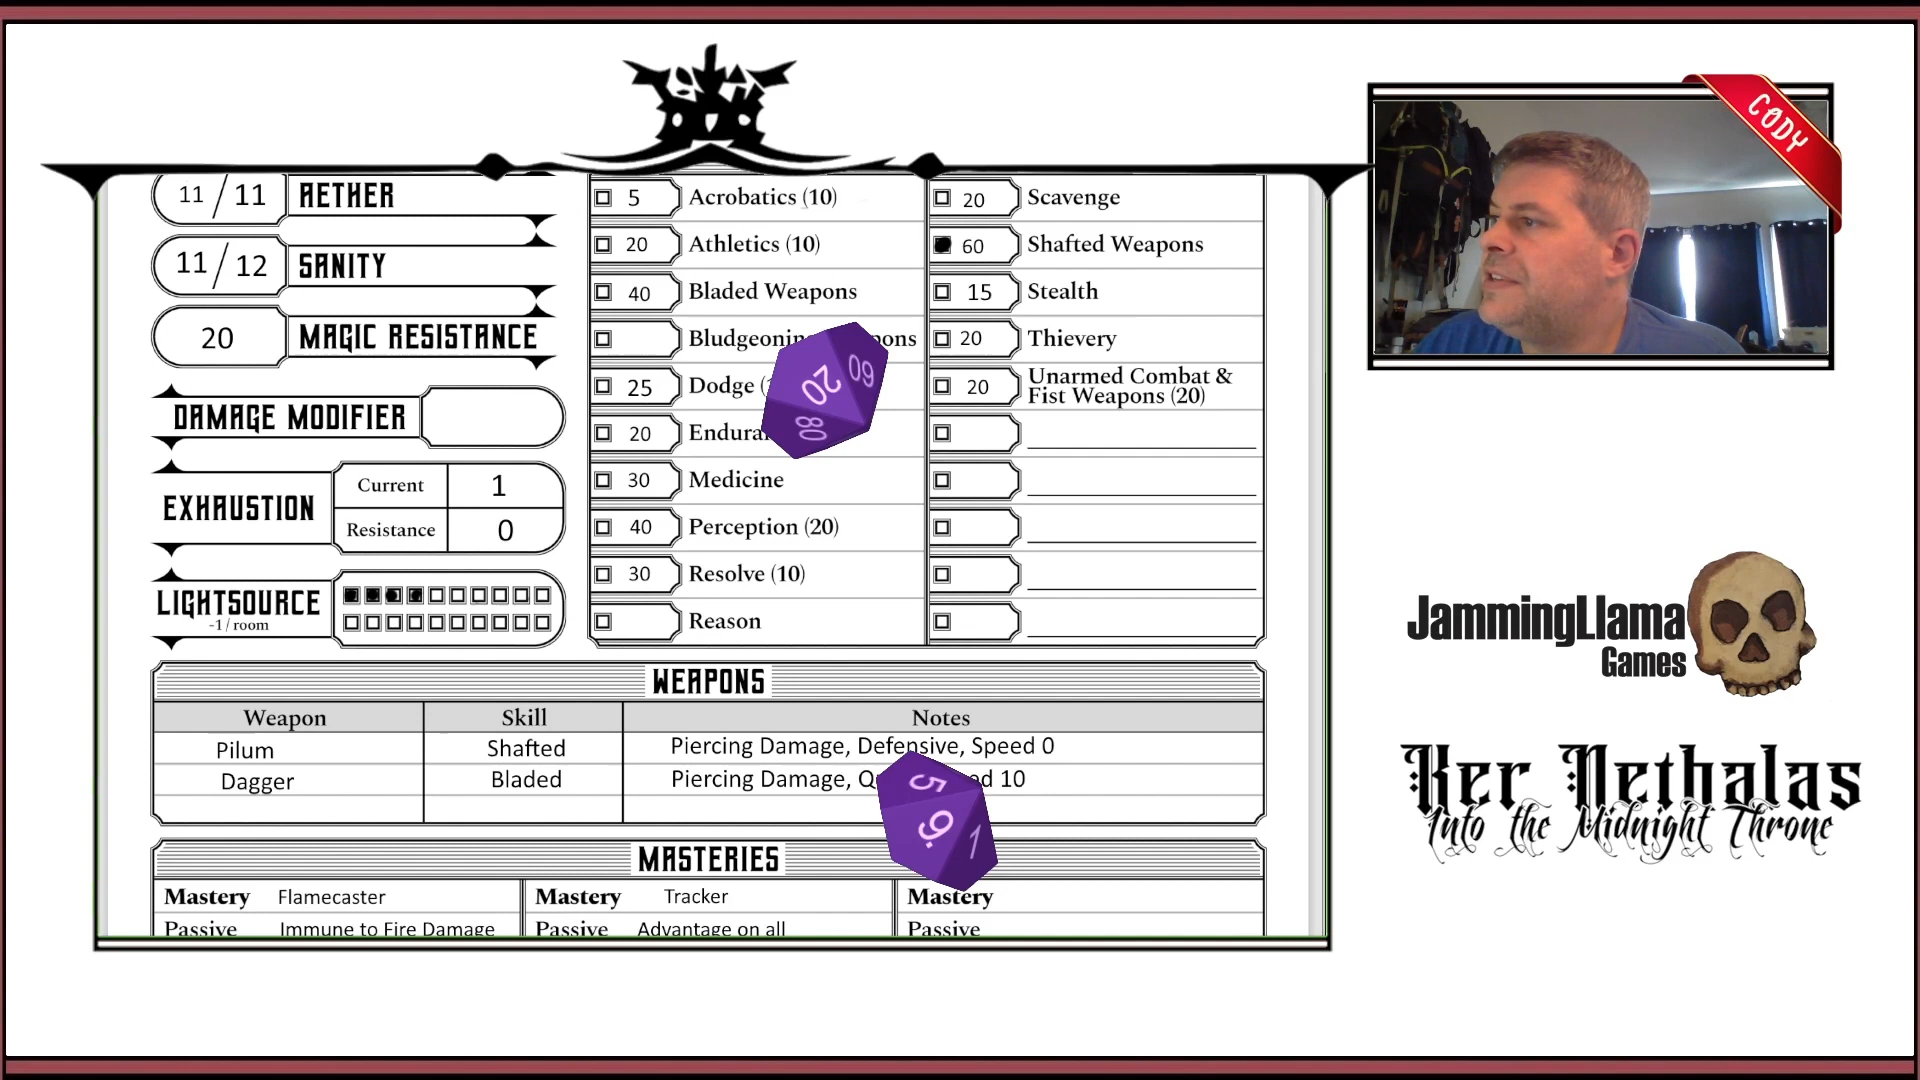 CODY
11 / 11 AETHER
11 / 12 SANITY
20 MAGIC RESISTANCE
DAMAGE MODIFIER
EXHAUSTION
Current 1
Resistance 0
LIGHTSOURCE
-1 / room
5 Acrobatics (10)
20 Athletics (10)
40 Bladed Weapons
25 Dodge
20
30 Medicine
40 Perception (20)
30 Resolve (10)
Reason
20 Scavenge
60 Shafted Weapons
15 Stealth
20 Thievery
20 Unarmed Combat &
Fist Weapons (20)
20
60
80
WEAPONS
Weapon Skill Notes
Pilum Shafted Piercing Damage, Defensive, Speed 0
Dagger Bladed Piercing Damage, 10
5
9.
1
MASTERIES
Mastery Flamecaster Mastery Tracker Mastery
Passive Immune to Fire Damage Passive Advantage on all Passive
JammingLlama
Games
Ker Nethalas
Into the Midnight Throne